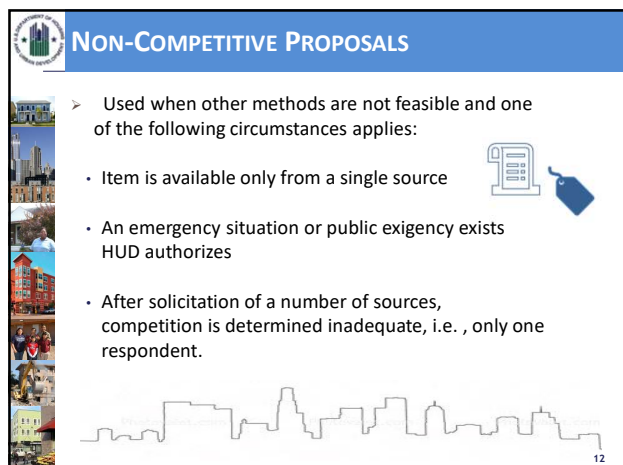 NON-COMPETITIVE PROPOSALS
➢ Used when other methods are not feasible and one
of the following circumstances applies:
• Item is available only from a single source
• An emergency situation or public exigency exists
HUD authorizes
• After solicitation of a number of sources,
competition is determined inadequate, i.e. , only one
respondent.
12